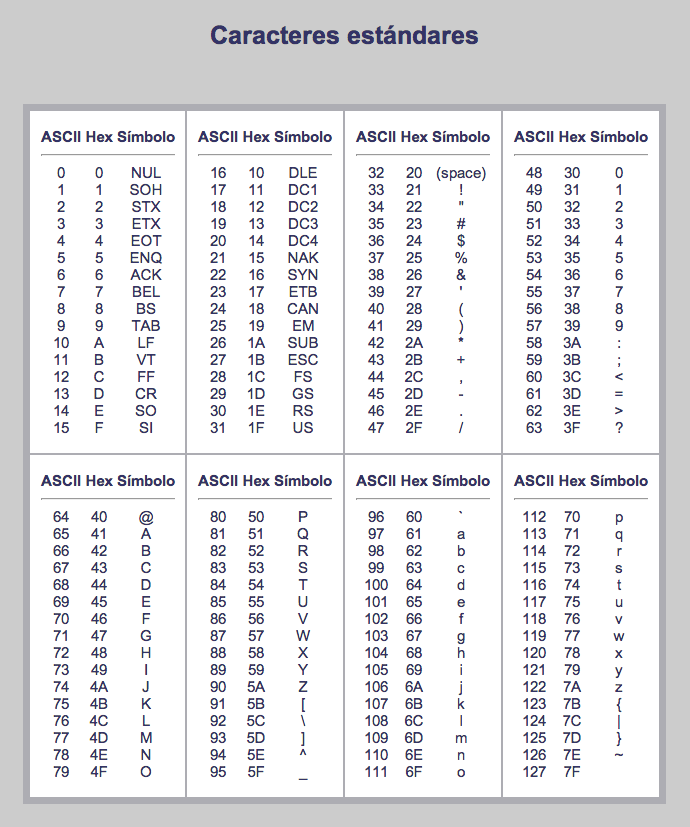 Caracteres estándares
ASCII Hex Símbolo
0 0 NUL
1 1 SOH
2 2 STX
3 3 ETX
4 4 EOT
5 5 ENQ
6 6 ACK
7 7 BEL
8 8 BS
9 9 TAB
10 A LF
11 B VT
12 C FF
13 D CR
14 E SO
15 F SI
ASCII Hex Símbolo
16 10 DLE
17 11 DC1
18 12 DC2
19 13 DC3
20 14 DC4
21 15 NAK
22 16 SYN
23 17 ETB
24 18 CAN
25 19 EM
26 1A SUB
27 1B ESC
28 1C FS
29 1D GS
30 1E RS
31 1F US
ASCII Hex Símbolo
32 20 (space)
33 21 !
34 22 "
35 23 #
36 24 $
37 25 %
38 26 &
39 27 '
40 28 (
41 29 )
42 2A *
43 2B +
44 2C ,
45 2D -
46 2E .
47 2F /
ASCII Hex Símbolo
48 30 0
49 31 1
50 32 2
51 33 3
52 34 4
53 35 5
54 36 6
55 37 7
56 38 8
57 39 9
58 3A :
59 3B ;
60 3C <
61 3D =
62 3E >
63 3F ?
ASCII Hex Símbolo
64 40 @
65 41 A
66 42 B
67 43 C
68 44 D
69 45 E
70 46 F
71 47 G
72 48 H
73 49 I
74 4A J
75 4B K
76 4C L
77 4D M
78 4E N
79 4F O
ASCII Hex Símbolo
80 50 P
81 51 Q
82 52 R
83 53 S
84 54 T
85 55 U
86 56 V
87 57 W
88 58 X
89 59 Y
90 5A Z
91 5B [
92 5C \
93 5D ]
94 5E ^
95 5F _
ASCII Hex Símbolo
96 60 `
97 61 a
98 62 b
99 63 c
100 64 d
101 65 e
102 66 f
103 67 g
104 68 h
105 69 i
106 6A j
107 6B k
108 6C l
109 6D m
110 6E n
111 6F o
ASCII Hex Símbolo
112 70 p
113 71 q
114 72 r
115 73 s
116 74 t
117 75 u
118 76 v
119 77 w
120 78 x
121 79 y
122 7A z
123 7B {
124 7C |
125 7D }
126 7E ~
127 7F